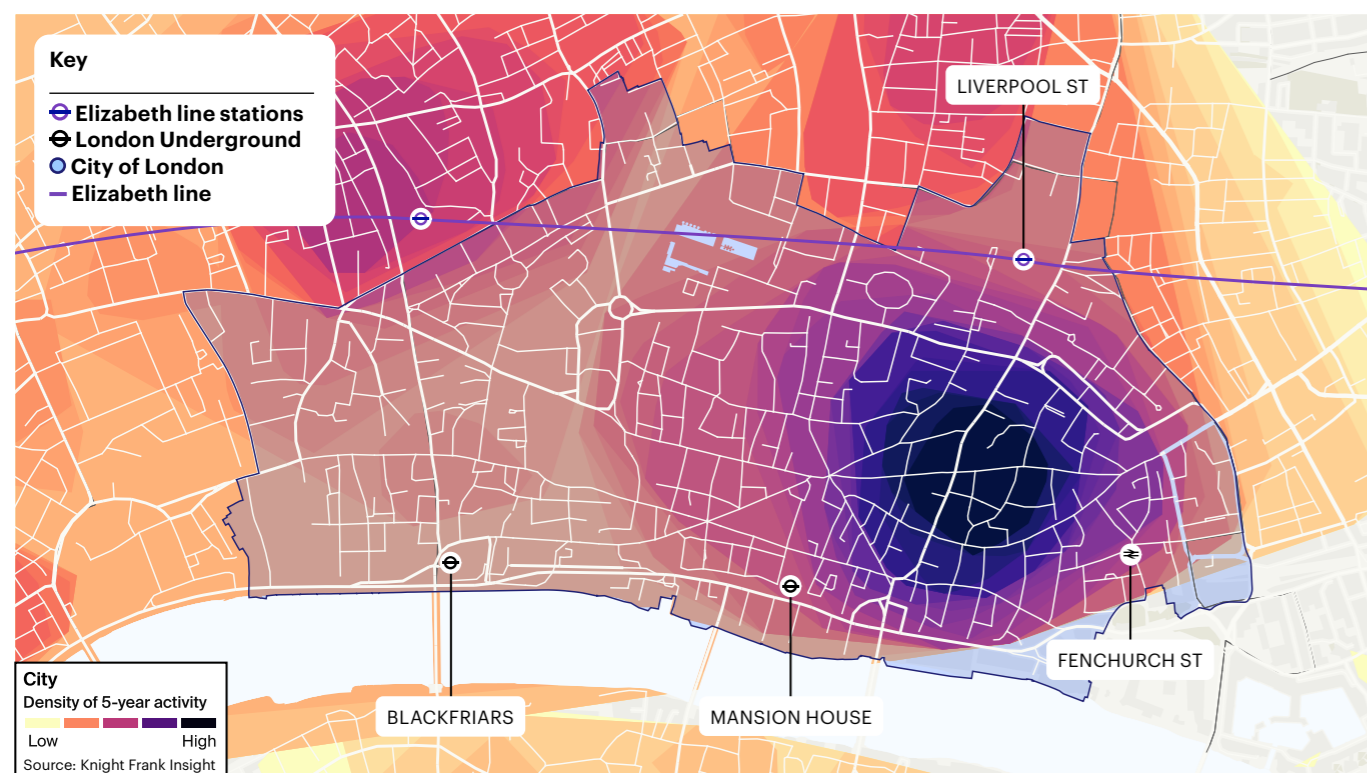 Key
Elizabeth line stations
London Underground
City of London
Elizabeth line
LIVERPOOL ST
FENCHURCH ST
BLACKFRIARS
MANSION HOUSE
City
Density of 5-year activity
Low High
Source: Knight Frank Insight